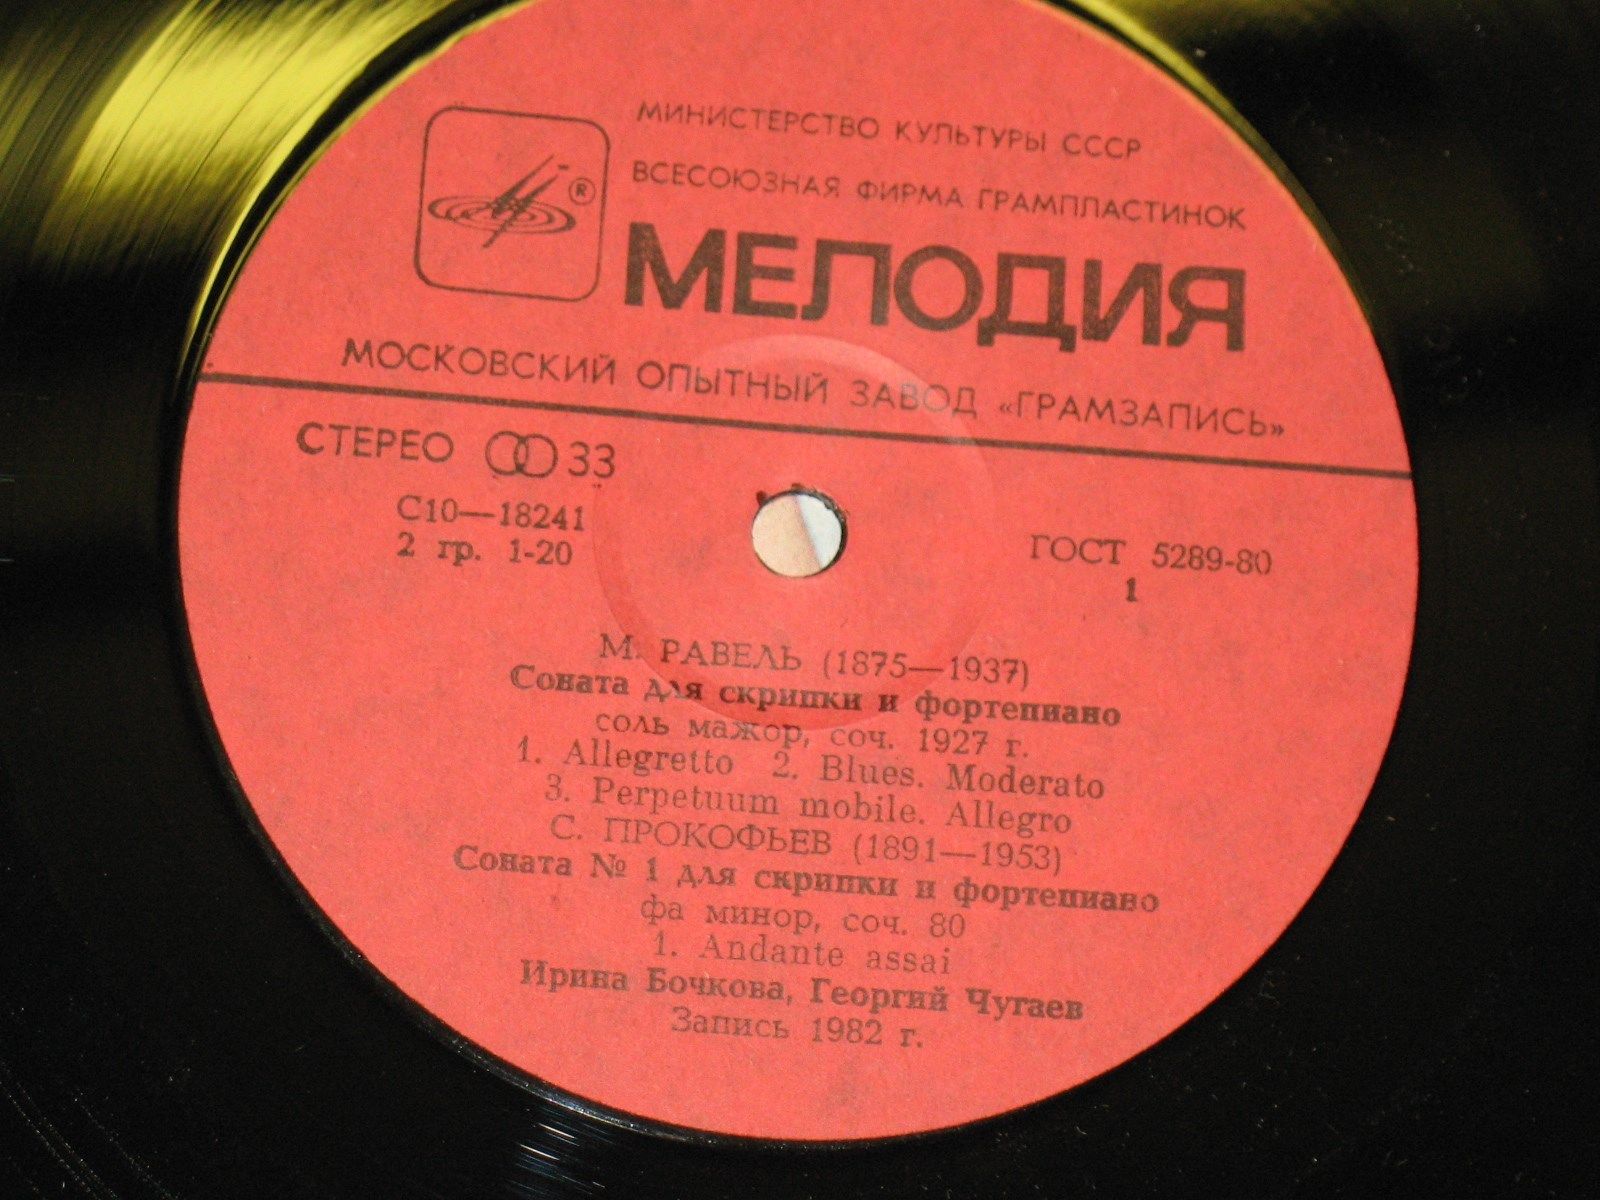 МИНИСТЕРСТВО КУЛЬТУРЫ СССР
ВСЕСОЮЗНАЯ ФИРМА ГРАМПЛАСТИНОК
®
МЕЛОДИЯ
МОСКОВСКИЙ ОПЫТНЫЙ ЗАВОД «ГРАМЗАПИСЬ»
СТЕРЕО 33
С10—18241
2 гр. 1-20
ГОСТ 5289-80
1
М. РАВЕЛЬ (1875—1937)
Соната для скрипки и фортепиано
соль мажор, соч. 1927 г.
1. Allegretto 2. Blues. Moderato
3. Perpetuum mobile. Allegro
С. ПРОКОФЬЕВ (1891—1953)
Соната № 1 для скрипки и фортепиано
фа минор, соч. 80
1. Andante assai
Ирина Бочкова, Георгий Чугаев
Запись 1982 г.